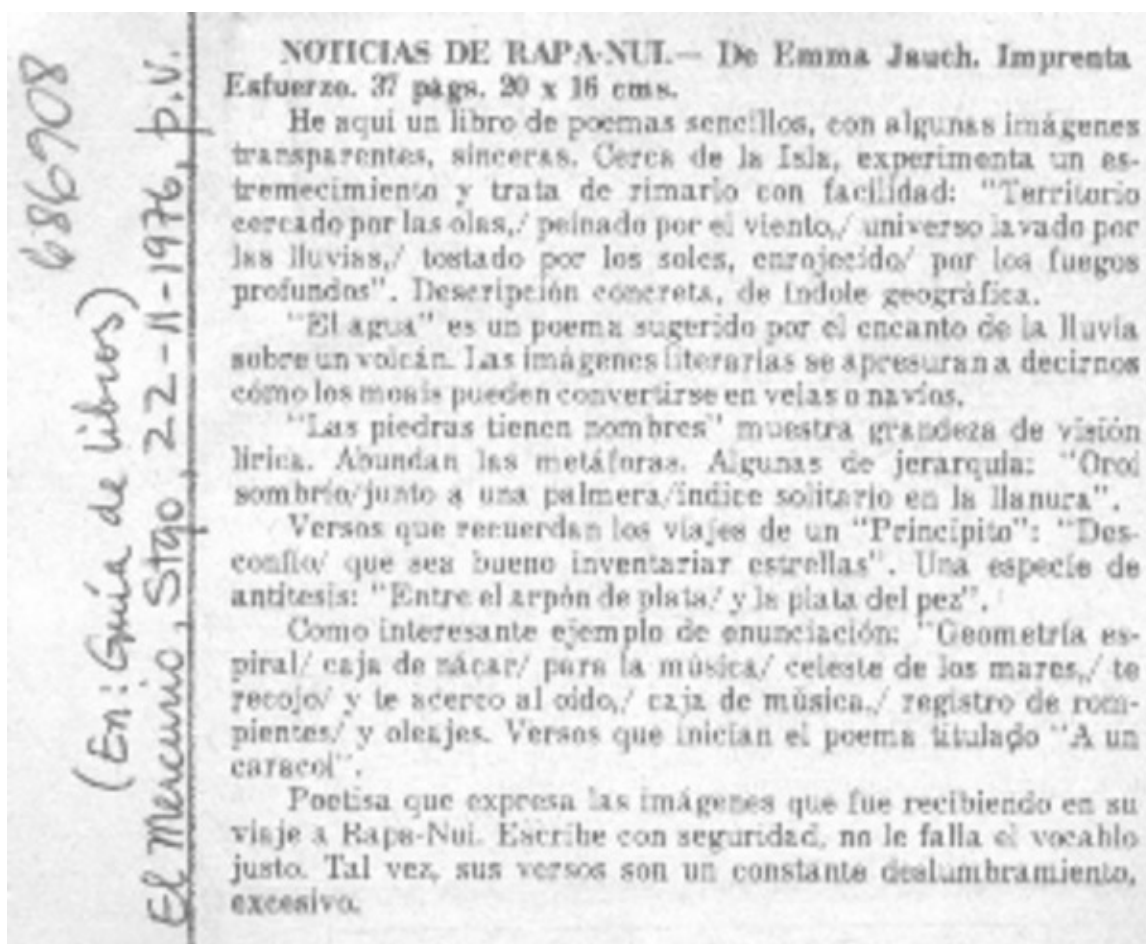 NOTICIAS DE RAPA-NUI.— De Emma Jauch. Imprenta
Esfuerzo. 37 págs. 20 x 16 cms.
He aquí un libro de poemas sencillos, con algunas imágenes
transparentes, sinceras. Cerca de la Isla, experimenta un es-
tremecimiento y trata de rimarlo con facilidad: "Territorio
cercado por las olas,/ peinado por el viento,/ universo lavado por
las lluvias,/ tostado por los soles, enrojecido/ por los fuegos
profundos". Descripción concreta, de índole geográfica.
"El agua" es un poema sugerido por el encanto de la lluvia
sobre un volcán. Las imágenes literarias se apresuran a decirnos
cómo los moais pueden convertirse en velas o navíos.
"Las piedras tienen nombres" muestra grandeza de visión
lírica. Abundan las metáforas. Algunas de jerarquía: "Oroi
sombrío/junto a una palmera/índice solitario en la llanura".
Versos que recuerdan los viajes de un "Principito": "Des-
confío/ que sea bueno inventariar estrellas". Una especie de
antítesis: "Entre el arpón de plata/ y la plata del pez".
Como interesante ejemplo de enunciación: "Geometría es-
piral/ caja de nácar/ para la música/ celeste de los mares,/ te
recojo/ y te acerco al oído,/ caja de música,/ registro de rom-
pientes/ y oleajes. Versos que inician el poema titulado "A un
caracol".
Poetisa que expresa las imágenes que fue recibiendo en su
viaje a Rapa-Nui. Escribe con seguridad, no le falla el vocablo
justo. Tal vez, sus versos son un constante deslumbramiento,
excesivo.
686908
(En: Guía de libros)
El Mercurio, Stgo, 22-11-1976, p.V.